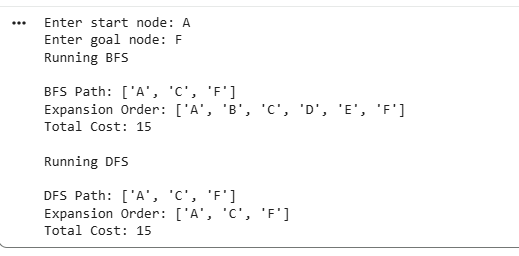 Enter start node: A
Enter goal node: F
Running BFS
BFS Path: ['A', 'C', 'F']
Expansion Order: ['A', 'B', 'C', 'D', 'E', 'F']
Total Cost: 15
Running DFS
DFS Path: ['A', 'C', 'F']
Expansion Order: ['A', 'C', 'F']
Total Cost: 15